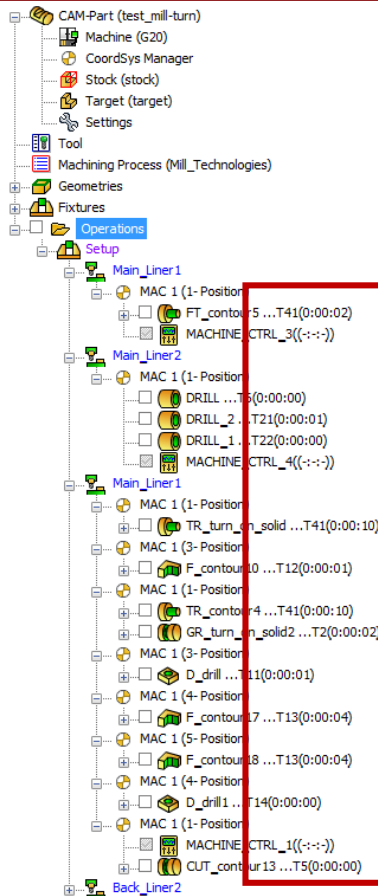 CAM-Part (test_mill-turn)
Machine (G20)
CoordSys Manager
Stock (stock)
Target (target)
Settings
Tool
Machining Process (Mill_Technologies)
Geometries
Fixtures
Operations
Setup
Main_Liner1
MAC 1 (1- Position
FT_contour5 ...T41(0:00:02)
MACHINE_CTRL_3((-:-:-))
Main_Liner2
MAC 1 (1- Position
DRILL ...T6(0:00:00)
DRILL_2 ...T21(0:00:01)
DRILL_1 ...T22(0:00:00)
MACHINE_CTRL_4((-:-:-))
Main_Liner1
MAC 1 (1- Position
TR_turn_on_solid ...T41(0:00:10)
MAC 1 (3- Position
F_contour10 ...T12(0:00:01)
MAC 1 (1- Position
TR_contour4 ...T41(0:00:10)
GR_turn_on_solid2 ...T2(0:00:02)
MAC 1 (3- Position
D_drill ...T11(0:00:01)
MAC 1 (4- Position
F_contour17 ...T13(0:00:04)
MAC 1 (5- Position
F_contour18 ...T13(0:00:04)
MAC 1 (4- Position
D_drill1 ...T14(0:00:00)
MAC 1 (1- Position
MACHINE_CTRL_1((-:-:-))
CUT_contour13 ...T5(0:00:00)
Back_Liner2